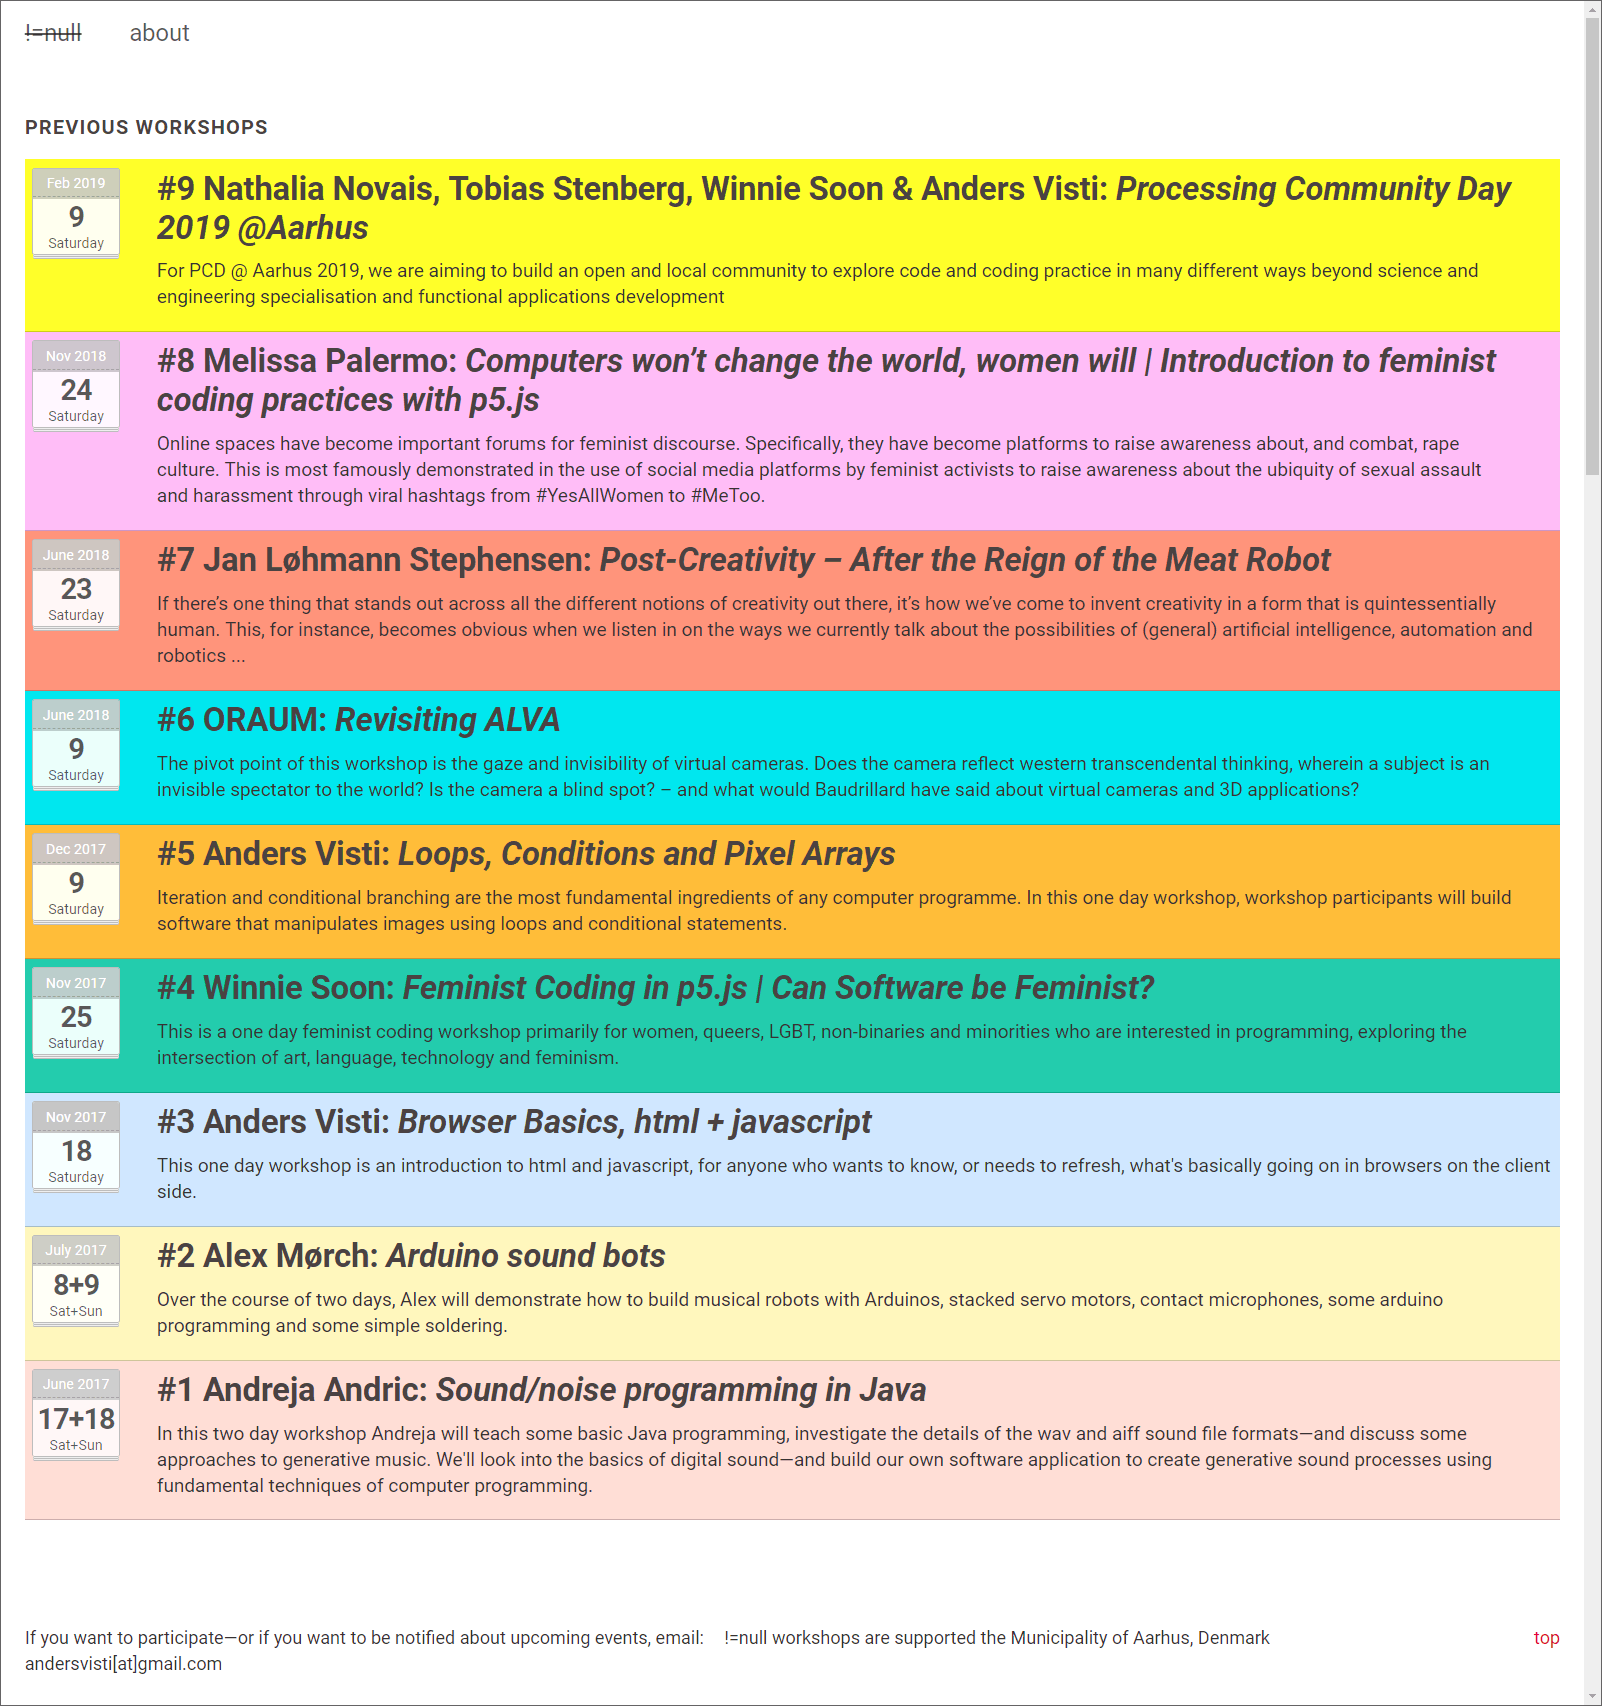 !=null about
PREVIOUS WORKSHOPS
Feb 2019
9
Saturday
#9 Nathalia Novais, Tobias Stenberg, Winnie Soon & Anders Visti: Processing Community Day
2019 @Aarhus
For PCD @ Aarhus 2019, we are aiming to build an open and local community to explore code and coding practice in many different ways beyond science and
engineering specialisation and functional applications development
Nov 2018
24
Saturday
#8 Melissa Palermo: Computers won’t change the world, women will | Introduction to feminist
coding practices with p5.js
Online spaces have become important forums for feminist discourse. Specifically, they have become platforms to raise awareness about, and combat, rape
culture. This is most famously demonstrated in the use of social media platforms by feminist activists to raise awareness about the ubiquity of sexual assault
and harassment through viral hashtags from #YesAllWomen to #MeToo.
June 2018
23
Saturday
#7 Jan Løhmann Stephensen: Post-Creativity – After the Reign of the Meat Robot
If there’s one thing that stands out across all the different notions of creativity out there, it’s how we’ve come to invent creativity in a form that is quintessentially
human. This, for instance, becomes obvious when we listen in on the ways we currently talk about the possibilities of (general) artificial intelligence, automation and
robotics ...
June 2018
9
Saturday
#6 ORAUM: Revisiting ALVA
The pivot point of this workshop is the gaze and invisibility of virtual cameras. Does the camera reflect western transcendental thinking, wherein a subject is an
invisible spectator to the world? Is the camera a blind spot? – and what would Baudrillard have said about virtual cameras and 3D applications?
Dec 2017
9
Saturday
#5 Anders Visti: Loops, Conditions and Pixel Arrays
Iteration and conditional branching are the most fundamental ingredients of any computer programme. In this one day workshop, workshop participants will build
software that manipulates images using loops and conditional statements.
Nov 2017
25
Saturday
#4 Winnie Soon: Feminist Coding in p5.js | Can Software be Feminist?
This is a one day feminist coding workshop primarily for women, queers, LGBT, non-binaries and minorities who are interested in programming, exploring the
intersection of art, language, technology and feminism.
Nov 2017
18
Saturday
#3 Anders Visti: Browser Basics, html + javascript
This one day workshop is an introduction to html and javascript, for anyone who wants to know, or needs to refresh, what's basically going on in browsers on the client
side.
July 2017
8+9
Sat+Sun
#2 Alex Mørch: Arduino sound bots
Over the course of two days, Alex will demonstrate how to build musical robots with Arduinos, stacked servo motors, contact microphones, some arduino
programming and some simple soldering.
June 2017
17+18
Sat+Sun
#1 Andreja Andric: Sound/noise programming in Java
In this two day workshop Andreja will teach some basic Java programming, investigate the details of the wav and aiff sound file formats—and discuss some
approaches to generative music. We'll look into the basics of digital sound—and build our own software application to create generative sound processes using
fundamental techniques of computer programming.
If you want to participate—or if you want to be notified about upcoming events, email:
andersvisti[at]gmail.com
!=null workshops are supported the Municipality of Aarhus, Denmark
top